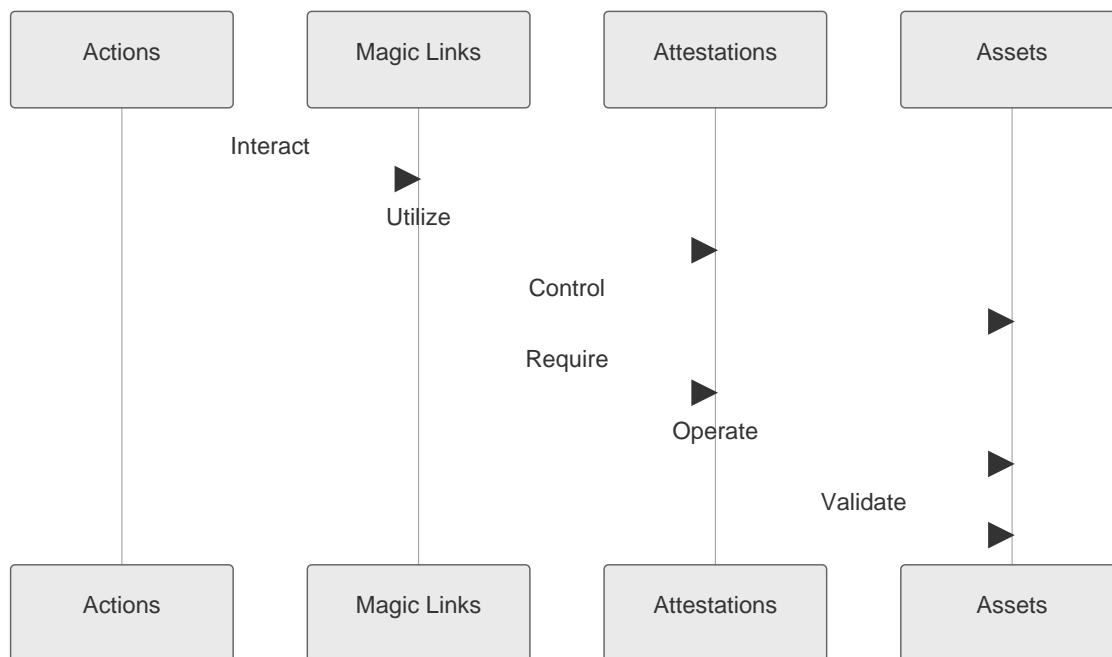 Actions
Magic Links
Attestations
Assets
Interact
Utilize
Control
Require
Operate
Validate
Actions
Magic Links
Attestations
Assets